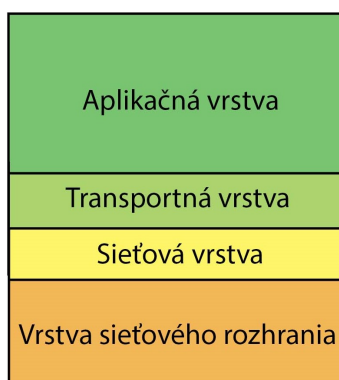 Aplikačná vrstva
Transportná vrstva
Sieťová vrstva
Vrstva sieťového rozhrania